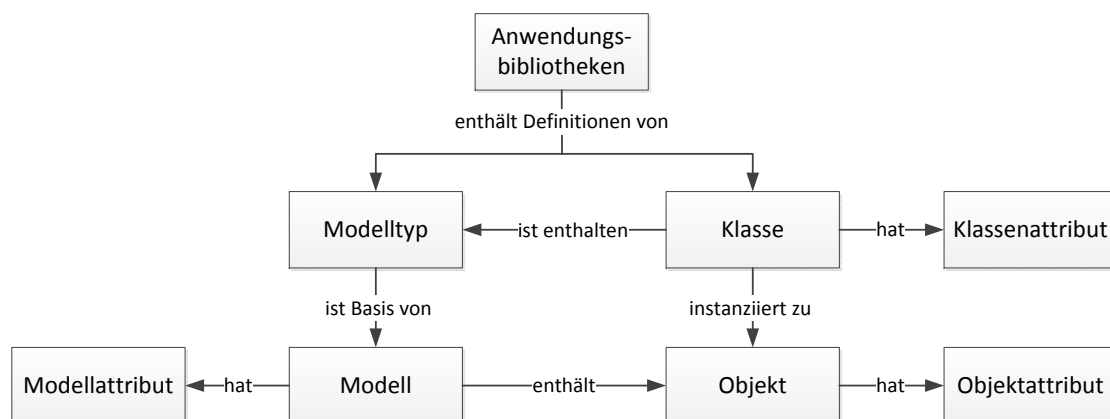 Anwendungs-
bibliotheken
enthält Definitionen von
Modelltyp
ist enthalten
Klasse
hat
Klassenattribut
ist Basis von
instanziiert zu
Modellattribut
hat
Modell
enthält
Objekt
hat
Objektattribut